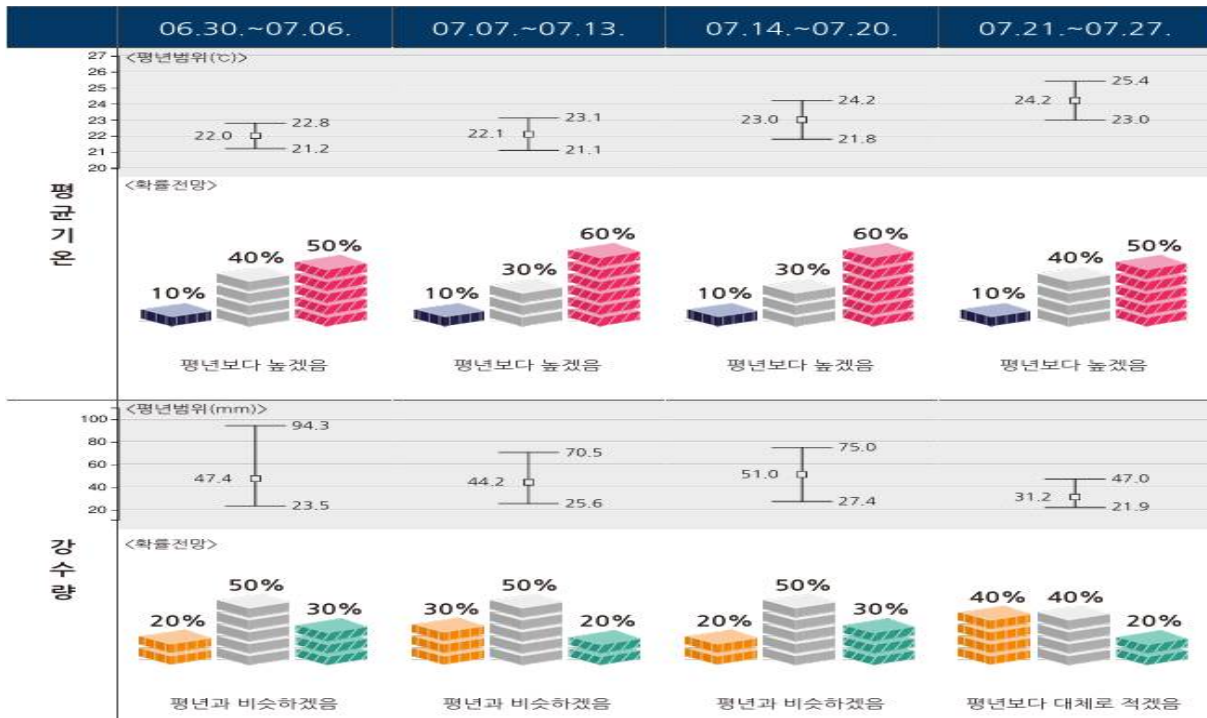 06.30.~07.06. 07.07.~07.13. 07.14.~07.20. 07.21.~07.27.
평균기온
<평년범위(℃)>
27
26
25
24
23
22
21
20
22.8
22.0
21.2
23.1
22.1
21.1
24.2
23.0
21.8
25.4
24.2
23.0
<확률전망>
10% 40% 50%
10% 30% 60%
10% 30% 60%
10% 40% 50%
평년보다 높겠음 평년보다 높겠음 평년보다 높겠음 평년보다 높겠음
강수량
<평년범위(mm)>
100
80
60
40
20
94.3
47.4
23.5
70.5
44.2
25.6
75.0
51.0
27.4
47.0
31.2
21.9
<확률전망>
20% 50% 30%
30% 50% 20%
20% 50% 30%
40% 40% 20%
평년과 비슷하겠음 평년과 비슷하겠음 평년과 비슷하겠음 평년보다 대체로 적겠음